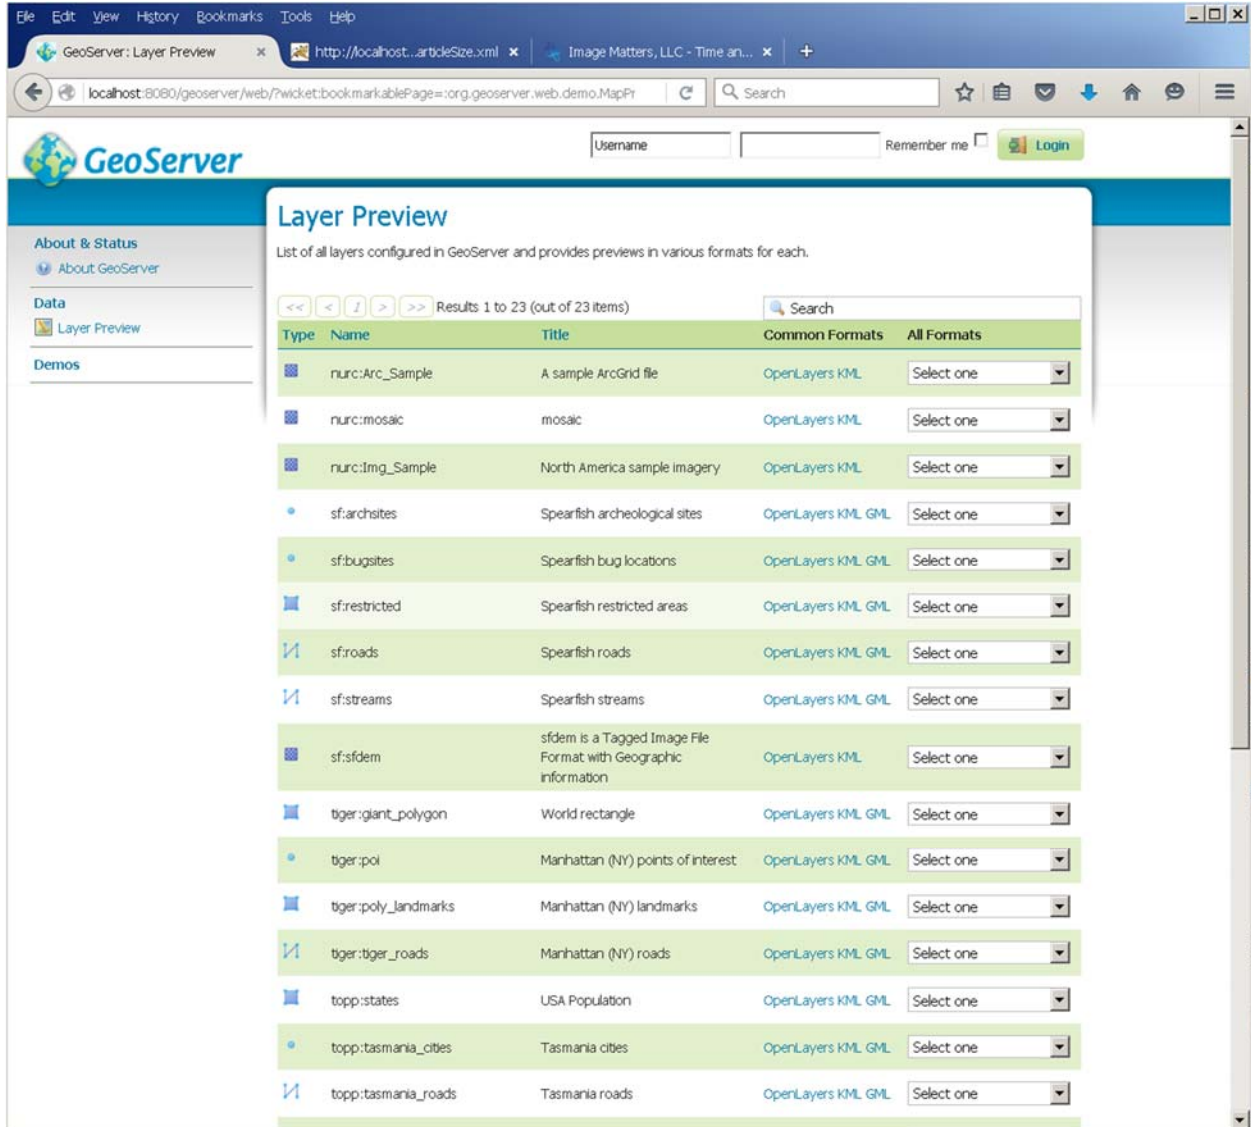 File Edit View History Bookmarks Tools Help
GeoServer: Layer Preview × http://localhost...articleSize.xml × Image Matters, LLC - Time an... × +
localhost:8080/geoserver/web/?wicket:bookmarkablePage=:org.geoserver.web.demo.MapPr Search
GeoServer Username Remember me Login
Layer Preview
About & Status
List of all layers configured in GeoServer and provides previews in various formats for each.
About GeoServer
Data
<< < 1 > >> Results 1 to 23 (out of 23 items) Search
Layer Preview
Type Name Title Common Formats All Formats
Demos
nurc:Arc_Sample A sample ArcGrid file OpenLayers KML Select one
nurc:mosaic mosaic OpenLayers KML Select one
nurc:Img_Sample North America sample imagery OpenLayers KML Select one
sf:archsites Spearfish archeological sites OpenLayers KML GML Select one
sf:bugsites Spearfish bug locations OpenLayers KML GML Select one
sf:restricted Spearfish restricted areas OpenLayers KML GML Select one
sf:roads Spearfish roads OpenLayers KML GML Select one
sf:streams Spearfish streams OpenLayers KML GML Select one
sfdem is a Tagged Image File
sf:sfdem Format with Geographic OpenLayers KML Select one
information
tiger:giant_polygon World rectangle OpenLayers KML GML Select one
tiger:poi Manhattan (NY) points of interest OpenLayers KML GML Select one
tiger:poly_landmarks Manhattan (NY) landmarks OpenLayers KML GML Select one
tiger:tiger_roads Manhattan (NY) roads OpenLayers KML GML Select one
topp:states USA Population OpenLayers KML GML Select one
topp:tasmania_cities Tasmania cities OpenLayers KML GML Select one
topp:tasmania_roads Tasmania roads OpenLayers KML GML Select one